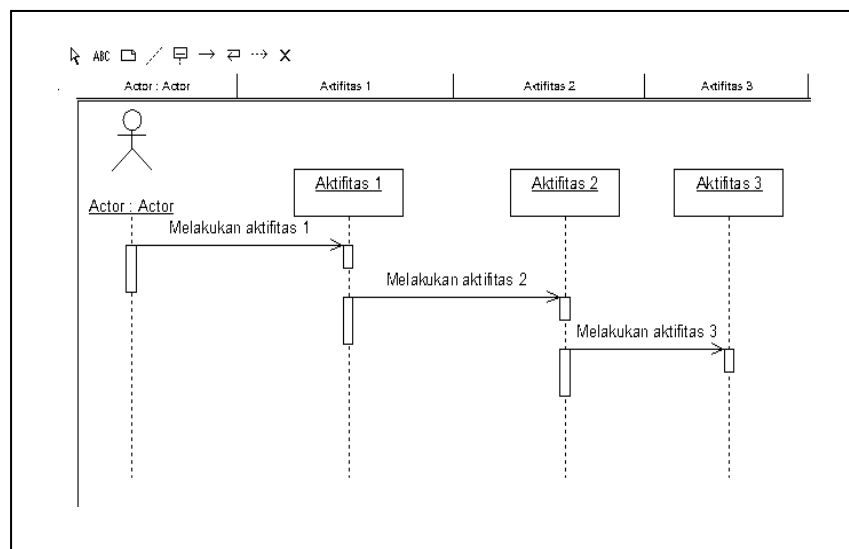 ABC
Actor : Actor
Aktifitas 1
Aktifitas 2
Aktifitas 3
Aktifitas 1
Aktifitas 2
Aktifitas 3
Actor : Actor
Melakukan aktifitas 1
Melakukan aktifitas 2
Melakukan aktifitas 3